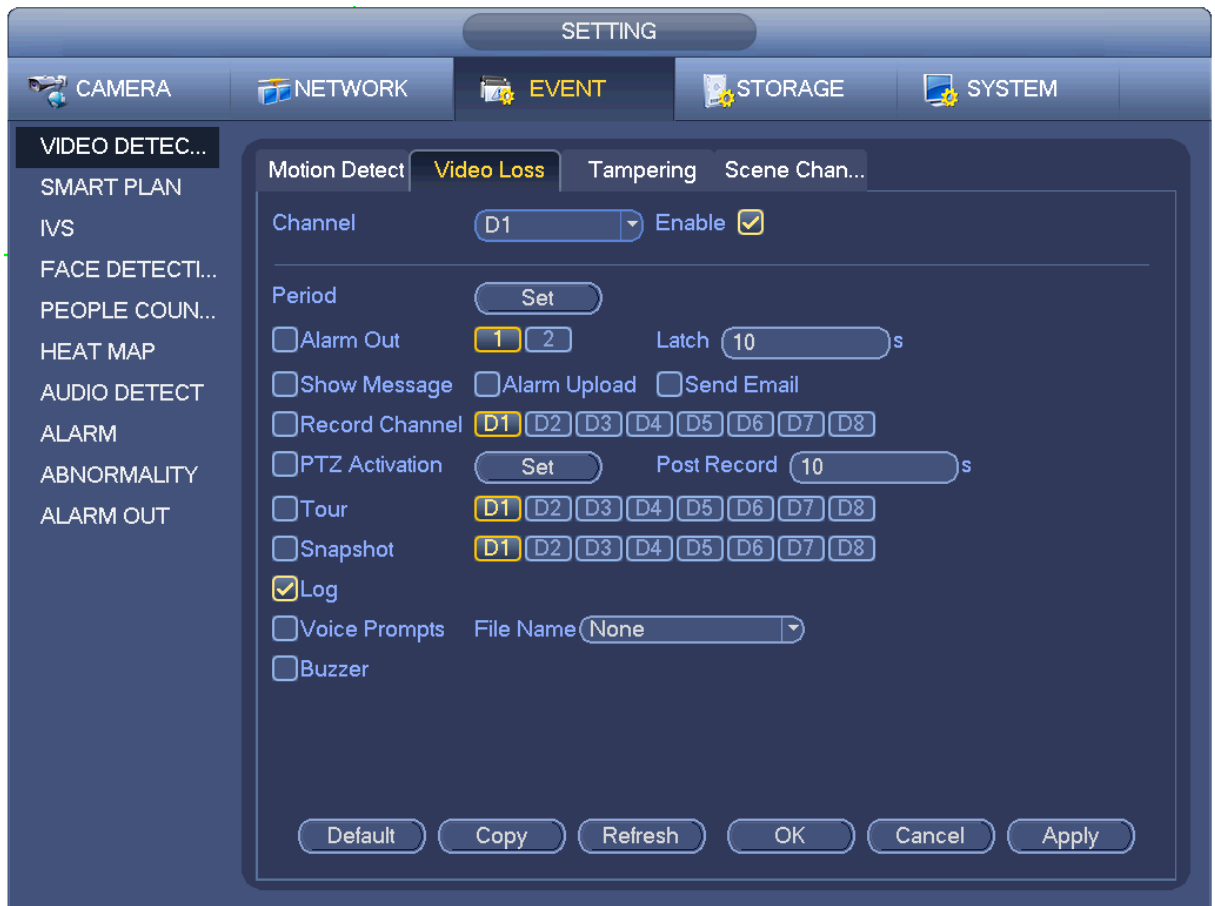 SETTING
CAMERA NETWORK EVENT STORAGE SYSTEM
VIDEO DETEC...
SMART PLAN
IVS
FACE DETECTI...
PEOPLE COUN...
HEAT MAP
AUDIO DETECT
ALARM
ABNORMALITY
ALARM OUT
Motion Detect Video Loss Tampering Scene Chan...
Channel D1 Enable
Period Set
Alarm Out 1 2 Latch 10 s
Show Message Alarm Upload Send Email
Record Channel D1 D2 D3 D4 D5 D6 D7 D8
PTZ Activation Set Post Record 10 s
Tour D1 D2 D3 D4 D5 D6 D7 D8
Snapshot D1 D2 D3 D4 D5 D6 D7 D8
Log
Voice Prompts File Name None
Buzzer
Default Copy Refresh OK Cancel Apply